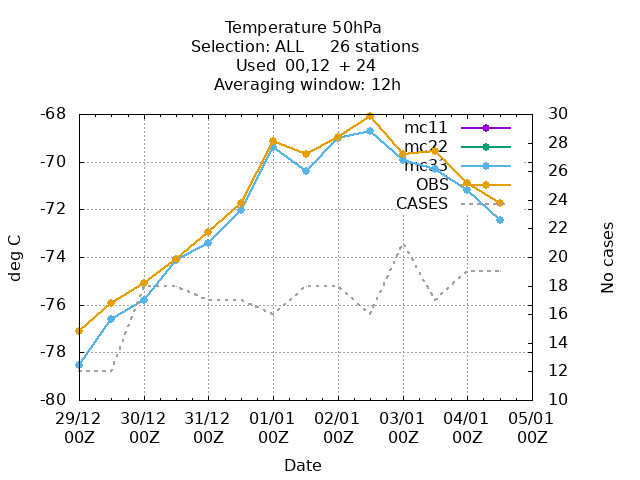 Temperature 50hPa
Selection: ALL 26 stations
Used 00,12 + 24
Averaging window: 12h
-68
-70
-72
-74
-76
-78
-80
30
28
26
24
22
20
18
16
14
12
10
mc11
mc22
mc33
OBS
CASES
deg C
No cases
29/12 30/12 31/12 01/01 02/01 03/01 04/01 05/01
00Z 00Z 00Z 00Z 00Z 00Z 00Z 00Z
Date